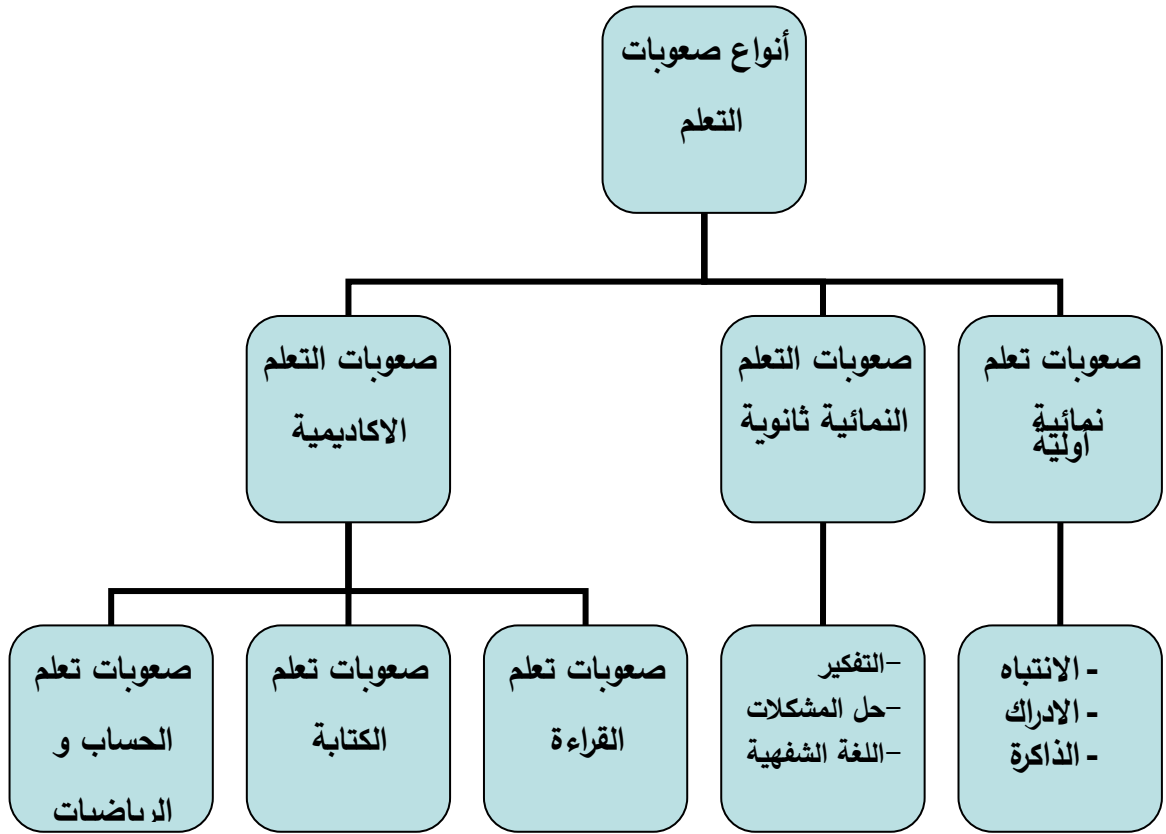 أنواع صعوبات
التعلم
صعوبات تعلم
نمائية
أولية
صعوبات التعلم
النمائية ثانوية
صعوبات التعلم
الاكاديمية
- الانتباه
- الادراك
- الذاكرة
-التفكير
-حل المشكلات
-اللغة الشفهية
صعوبات تعلم
القراءة
صعوبات تعلم
الكتابة
صعوبات تعلم
الحساب و
الرياضيات